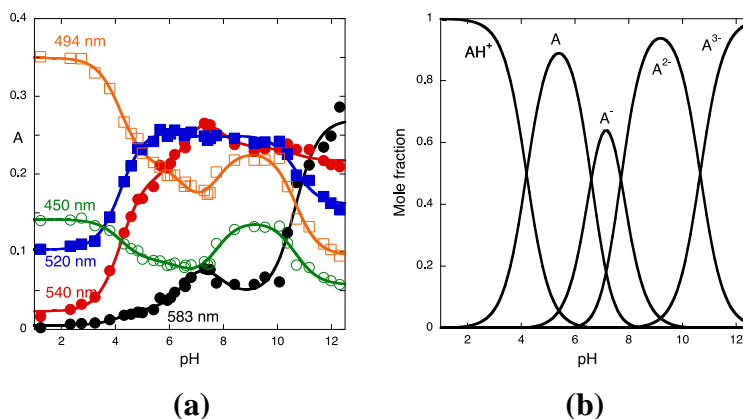 0.4
0.3
A
0.2
0.1
0
494 nm
450 nm
520 nm
540 nm
583 nm
2 4 6 8 10 12
pH
(a)
1
0.8
0.6
0.4
0.2
0
Mole fraction
AH⁺
A
A⁻
A²⁻
A³⁻
2 4 6 8 10 12
pH
(b)